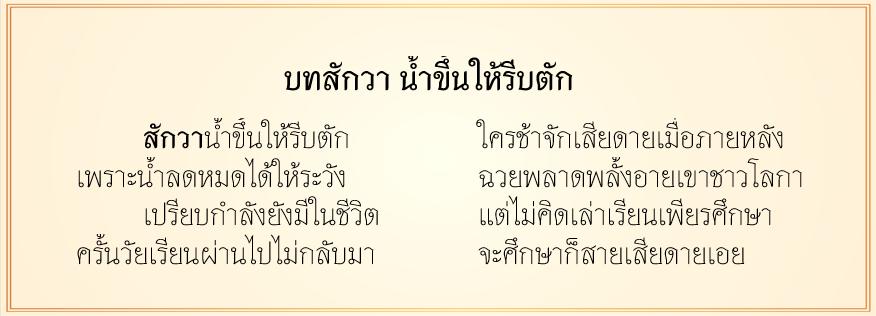 บทสักวา น้ำขึ้นให้รีบตัก
สักวาน้ำขึ้นให้รีบตัก ใครช้าจักเสียดายเมื่อภายหลัง
เพราะน้ำลดหมดได้ให้ระวัง ฉวยพลาดพลั้งอายเขาชาวโลกา
เปรียบกำลังยังมีในชีวิต แต่ไม่คิดเล่าเรียนเพียรศึกษา
ครั้นวัยเรียนผ่านไปไม่กลับมา จะศึกษาก็สายเสียดายเอย